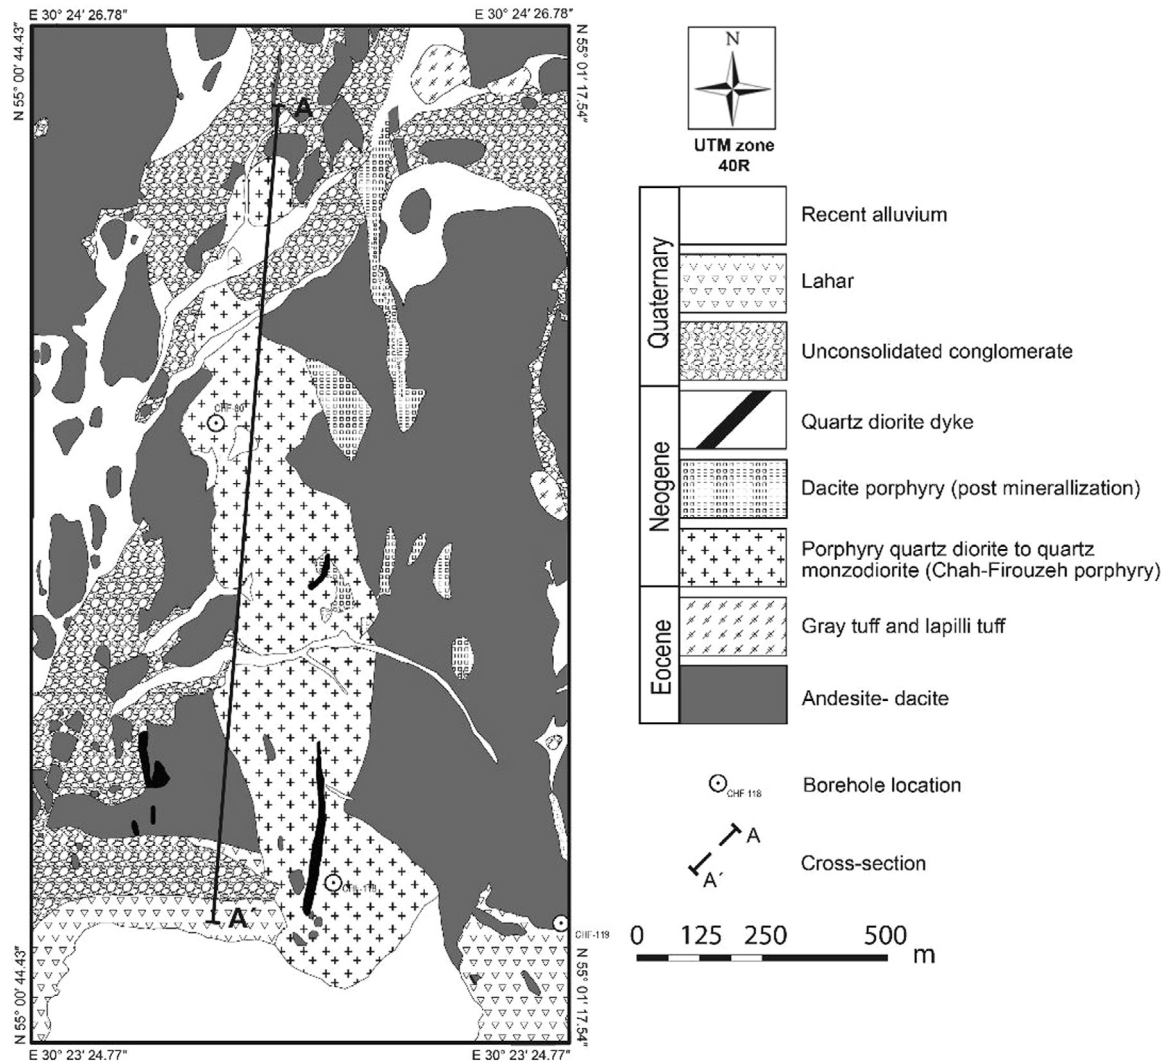 E 30° 24′ 26.78″
E 30° 24′ 26.78″
N 55° 00′ 44.43″
N 55° 01′ 17.54″
A
CHF-80
CHF-118
A′
CHF-119
N 55° 00′ 44.43″
N 55° 01′ 17.54″
E 30° 23′ 24.77″
E 30° 23′ 24.77″
N
UTM zone
40R
Quaternary
Recent alluvium
Lahar
Unconsolidated conglomerate
Neogene
Quartz diorite dyke
Dacite porphyry (post minerallization)
Porphyry quartz diorite to quartz
monzodiorite (Chah-Firouzeh porphyry)
Eocene
Gray tuff and lapilli tuff
Andesite- dacite
CHF-118
Borehole location
A
A′
Cross-section
0 125 250 500
m